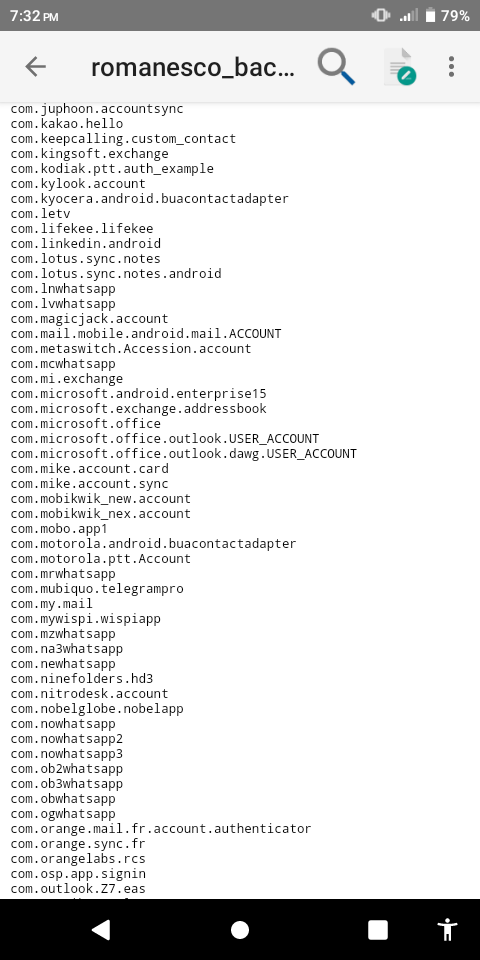 7:32 PM
79%
romanesco_bac...
com.juphoon.accountsync
com.kakao.hello
com.keepcalling.custom_contact
com.kingsoft.exchange
com.kodiak.ptt.auth_example
com.kylook.account
com.kyocera.android.buacontactadapter
com.letv
com.lifekee.lifekee
com.linkedin.android
com.lotus.sync.notes
com.lotus.sync.notes.android
com.lnwhatsapp
com.lvwhatsapp
com.magicjack.account
com.mail.mobile.android.mail.ACCOUNT
com.metaswitch.Accession.account
com.mcwhatsapp
com.mi.exchange
com.microsoft.android.enterprise15
com.microsoft.exchange.addressbook
com.microsoft.office
com.microsoft.office.outlook.USER_ACCOUNT
com.microsoft.office.outlook.dawg.USER_ACCOUNT
com.mike.account.card
com.mike.account.sync
com.mobikwik_new.account
com.mobikwik_nex.account
com.mobo.app1
com.motorola.android.buacontactadapter
com.motorola.ptt.Account
com.mrwhatsapp
com.mubiquo.telegrampro
com.my.mail
com.mywispi.wispiapp
com.mzwhatsapp
com.na3whatsapp
com.newhatsapp
com.ninefolders.hd3
com.nitrodesk.account
com.nobelglobe.nobelapp
com.nowhatsapp
com.nowhatsapp2
com.nowhatsapp3
com.ob2whatsapp
com.ob3whatsapp
com.obwhatsapp
com.ogwhatsapp
com.orange.mail.fr.account.authenticator
com.orange.sync.fr
com.orangelabs.rcs
com.osp.app.signin
com.outlook.Z7.eas